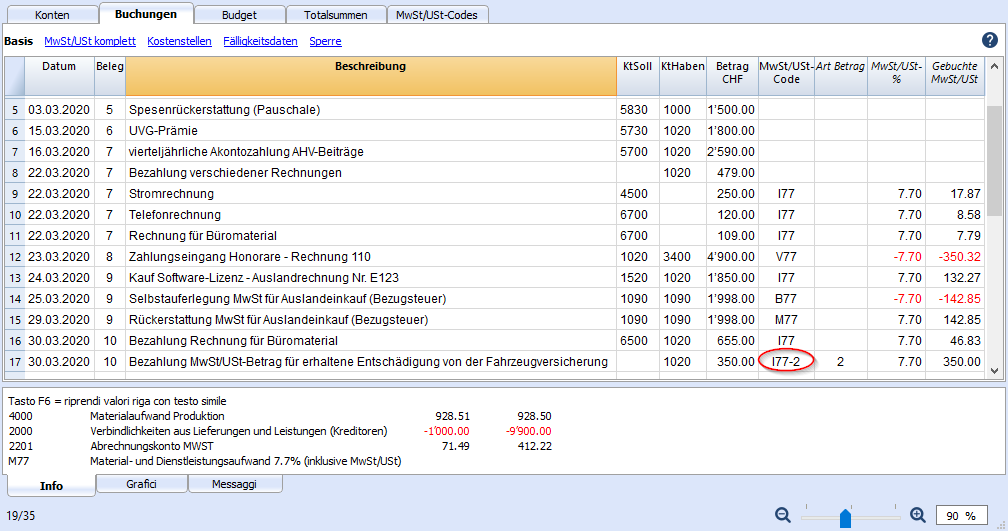 Konten Buchungen Budget Totalsummen MwSt/USt-Codes
Basis MwSt/USt komplett Kostenstellen Fälligkeitsdaten Sperre ?
Datum Beleg Beschreibung KtSoll KtHaben Betrag CHF MwSt/USt-Code Art Betrag MwSt/USt-% Gebuchte MwSt/USt
5 03.03.2020 5 Spesenrückerstattung (Pauschale) 5830 1000 1'500.00
6 15.03.2020 6 UVG-Prämie 5730 1020 1'800.00
7 16.03.2020 7 vierteljährliche Akontozahlung AHV-Beiträge 5700 1020 2'590.00
8 22.03.2020 7 Bezahlung verschiedener Rechnungen 1020 479.00
9 22.03.2020 7 Stromrechnung 4500 250.00 I77 7.70 17.87
10 22.03.2020 7 Telefonrechnung 6700 120.00 I77 7.70 8.58
11 22.03.2020 7 Rechnung für Büromaterial 6700 109.00 I77 7.70 7.79
12 23.03.2020 8 Zahlungseingang Honorare - Rechnung 110 1020 3400 4'900.00 V77 -7.70 -350.32
13 24.03.2020 9 Kauf Software-Lizenz - Auslandrechnung Nr. E123 1520 1020 1'850.00 I77 7.70 132.27
14 25.03.2020 9 Selbstauferlegung MwSt für Auslandeinkauf (Bezugsteuer) 1090 1090 1'998.00 B77 -7.70 -142.85
15 29.03.2020 9 Rückerstattung MwSt für Auslandeinkauf (Bezugsteuer) 1090 1090 1'998.00 M77 7.70 142.85
16 30.03.2020 10 Bezahlung Rechnung für Büromaterial 6500 1020 655.00 I77 7.70 46.83
17 30.03.2020 10 Bezahlung MwSt/USt-Betrag für erhaltene Entschädigung von der Fahrzeugversicherung 1020 350.00 I77-2 2 7.70 350.00
Tasto F6 = riprendi valori riga con testo simile
4000 Materialaufwand Produktion 928.51 928.50
2000 Verbindlichkeiten aus Lieferungen und Leistungen (Kreditoren) -1'000.00 -9'900.00
2201 Abrechnungskonto MWST 71.49 412.22
M77 Material- und Dienstleistungsaufwand 7.7% (inklusive MwSt/USt)
Info Grafici Messaggi
19/35 90 %